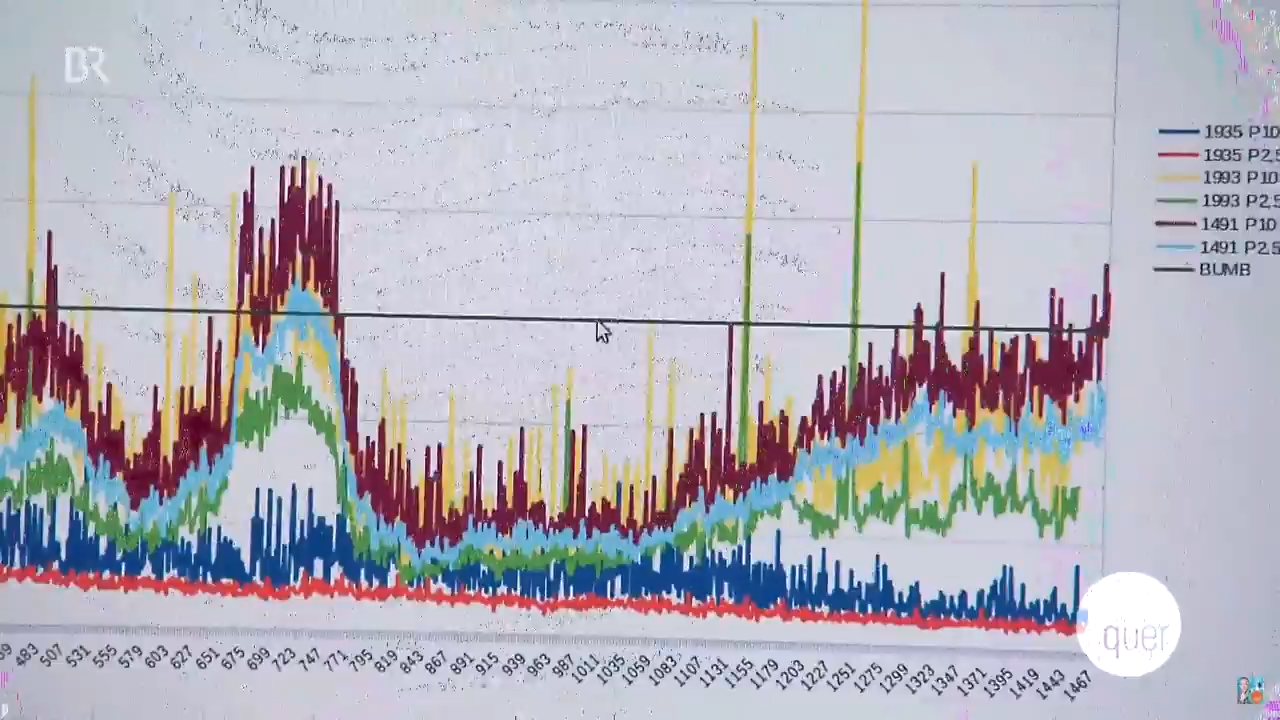 BR
1935 P10
1935 P2,5
1993 P10
1993 P2,5
1491 P10
1491 P2,5
BUMB
483 507 531 555 579 603 627 651 675 699 723 747 771 795 819 843 867 891 915 939 963 987 1011 1035 1059 1083 1107 1131 1155 1179 1203 1227 1251 1275 1299 1323 1347 1371 1395 1419 1443 1467
quer